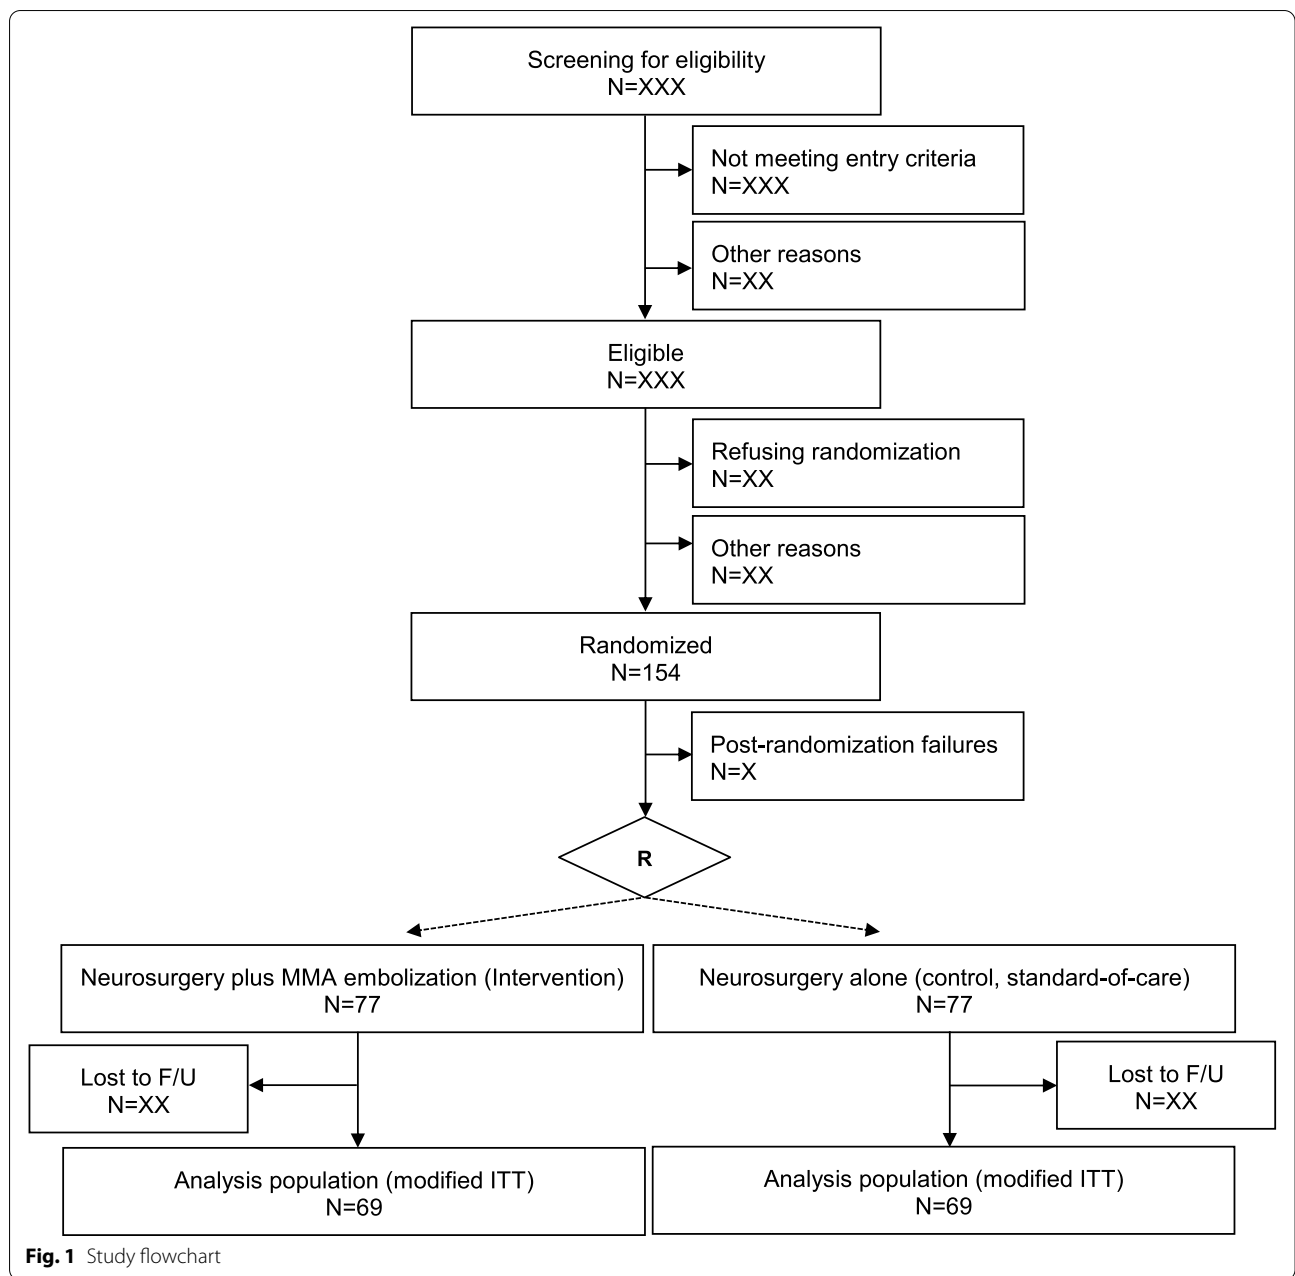 Screening for eligibility
N=XXX
Not meeting entry criteria
N=XXX
Other reasons
N=XX
Eligible
N=XXX
Refusing randomization
N=XX
Other reasons
N=XX
Randomized
N=154
Post-randomization failures
N=X
R
Neurosurgery plus MMA embolization (Intervention)
N=77
Neurosurgery alone (control, standard-of-care)
N=77
Lost to F/U
N=XX
Lost to F/U
N=XX
Analysis population (modified ITT)
N=69
Analysis population (modified ITT)
N=69
Fig. 1 Study flowchart